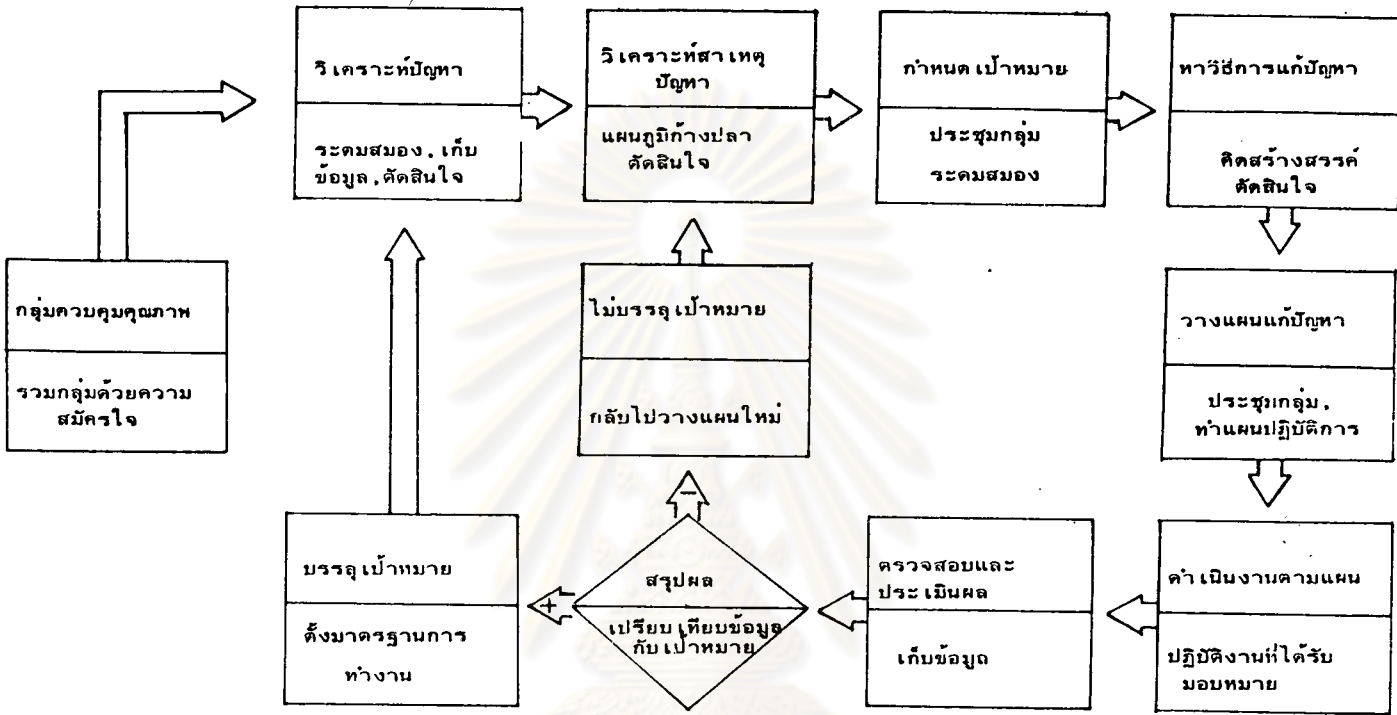 วิเคราะห์ปัญหา
ระดมสมอง, เก็บ
ข้อมูล, ตัดสินใจ
วิเคราะห์สาเหตุ
ปัญหา
แผนภูมิก้างปลา
ตัดสินใจ
กำหนดเป้าหมาย
ประชุมกลุ่ม
ระดมสมอง
หาวิธีการแก้ปัญหา
คิดสร้างสรรค์
ตัดสินใจ
กลุ่มควบคุมคุณภาพ
รวมกลุ่มด้วยความ
สมัครใจ
ไม่บรรลุเป้าหมาย
กลับไปวางแผนใหม่
วางแผนแก้ปัญหา
ประชุมกลุ่ม,
ทำแผนปฏิบัติการ
บรรลุเป้าหมาย
ตั้งมาตรฐานการ
ทำงาน
+
-
สรุปผล
เปรียบเทียบข้อมูล
กับเป้าหมาย
ตรวจสอบและ
ประเมินผล
เก็บข้อมูล
ดำเนินงานตามแผน
ปฏิบัติงานที่ได้รับ
มอบหมาย